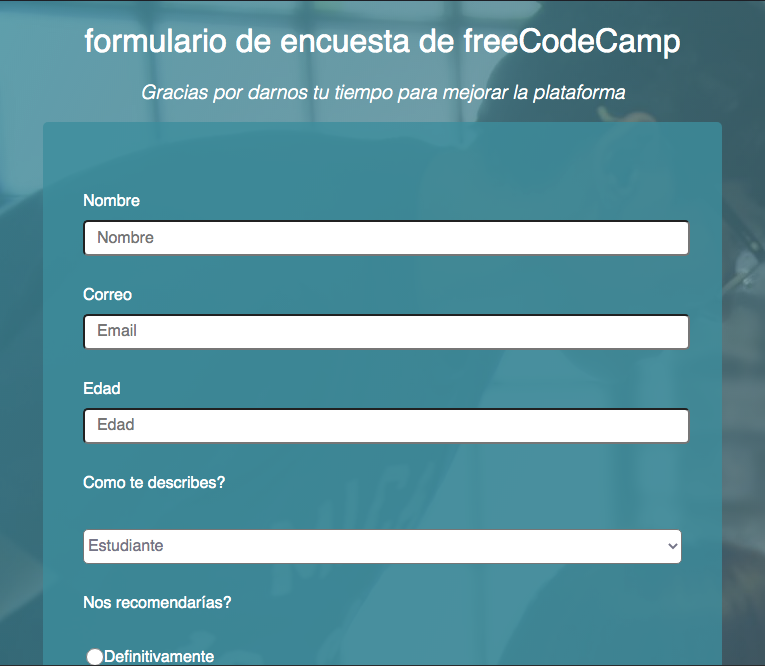 formulario de encuesta de freeCodeCamp
Gracias por darnos tu tiempo para mejorar la plataforma
Nombre
Nombre
Correo
Email
Edad
Edad
Como te describes?
Estudiante
Nos recomendarías?
Definitivamente